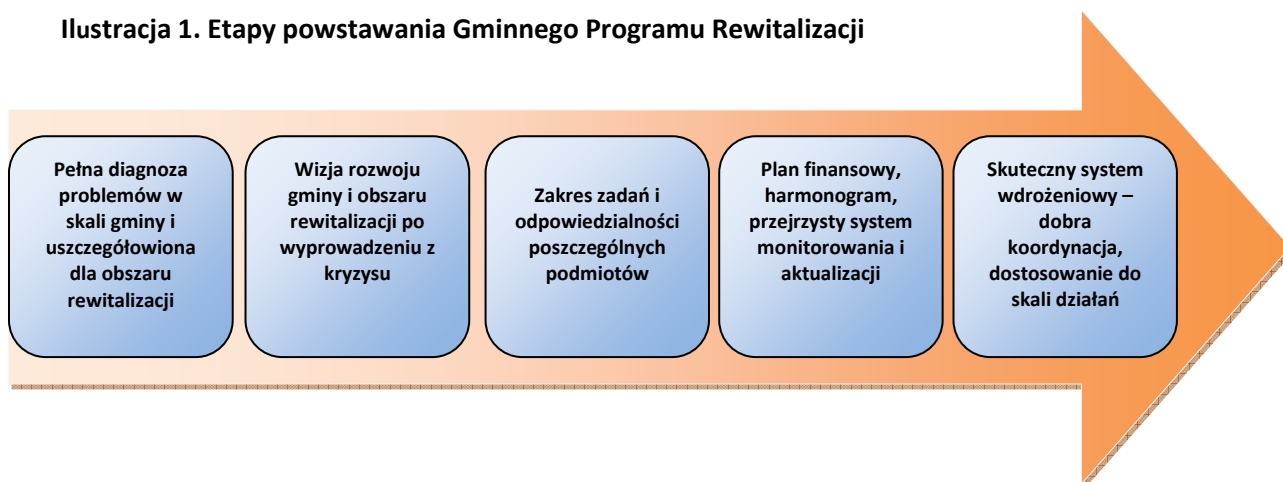 Ilustracja 1. Etapy powstawania Gminnego Programu Rewitalizacji
Pełna diagnoza
problemów w
skali gminy i
uszczegółowiona
dla obszaru
rewitalizacji
Wizja rozwoju
gminy i obszaru
rewitalizacji po
wyprowadzeniu z
kryzysu
Zakres zadań i
odpowiedzialności
poszczególnych
podmiotów
Plan finansowy,
harmonogram,
przejrzysty system
monitorowania i
aktualizacji
Skuteczny system
wdrożeniowy –
dobra
koordynacja,
dostosowanie do
skali działań